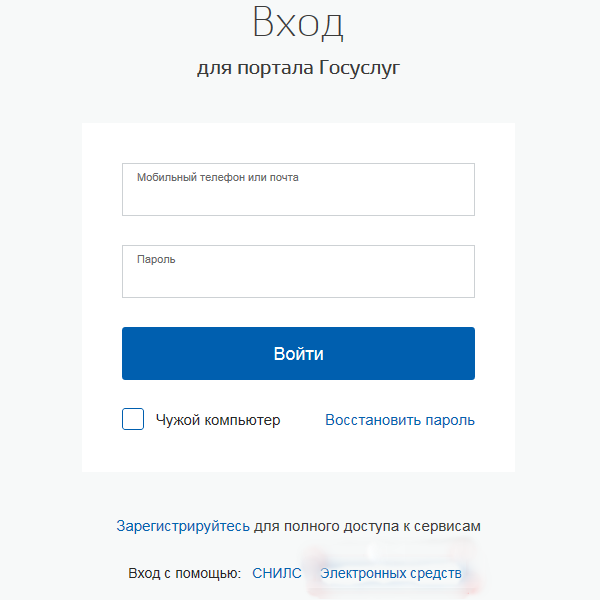 Вход
для портала Госуслуг
Мобильный телефон или почта
Пароль
Войти
Чужой компьютер Восстановить пароль
Зарегистрируйтесь для полного доступа к сервисам
Вход с помощью: СНИЛС Электронных средств